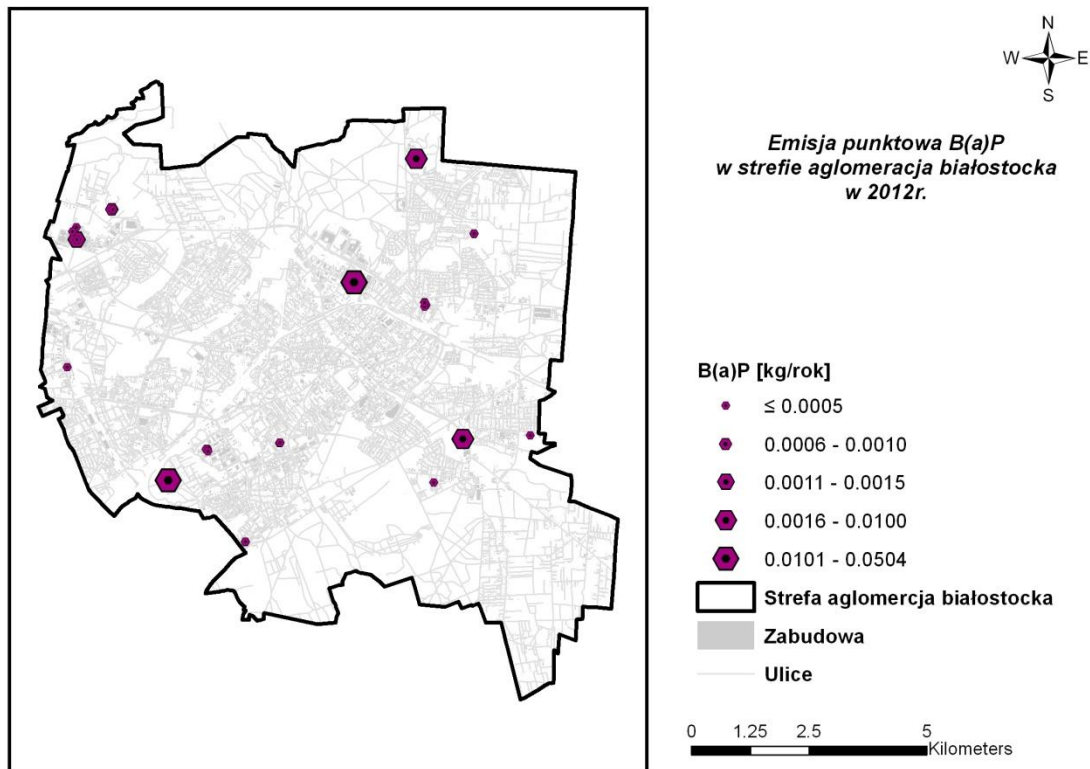 N
W E
S
Emisja punktowa B(a)P
w strefie aglomeracja białostocka
w 2012r.
B(a)P [kg/rok]
≤ 0.0005
0.0006 - 0.0010
0.0011 - 0.0015
0.0016 - 0.0100
0.0101 - 0.0504
Strefa aglomercja białostocka
Zabudowa
Ulice
0 1.25 2.5 5
Kilometers